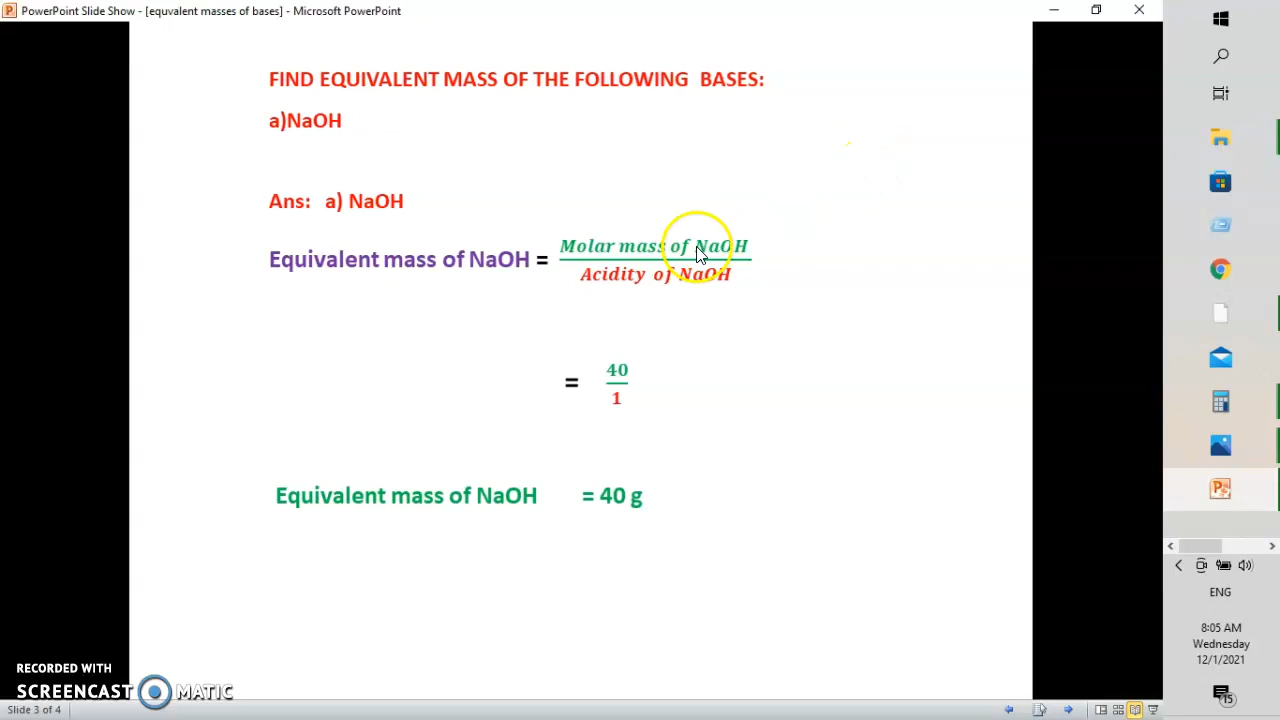 PowerPoint Slide Show - [equvalent masses of bases] - Microsoft PowerPoint
FIND EQUIVALENT MASS OF THE FOLLOWING BASES:
a)NaOH
Ans: a) NaOH
Equivalent mass of NaOH = Molar mass of NaOH
Acidity of NaOH
= 40
1
Equivalent mass of NaOH = 40 g
ENG
8:05 AM
Wednesday
12/1/2021
15
RECORDED WITH
SCREENCAST MATIC
Slide 3 of 4